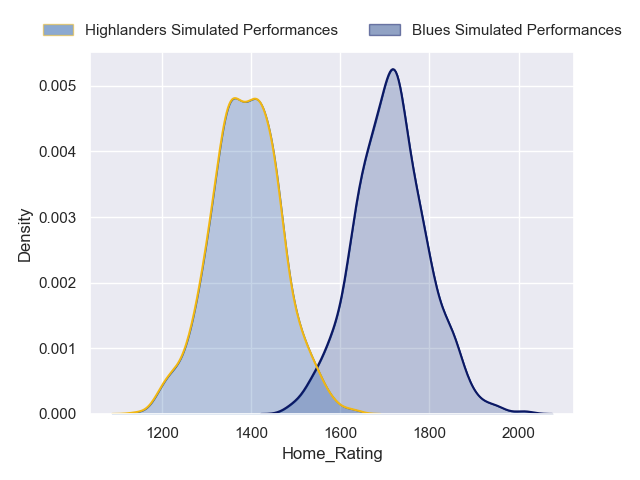 Highlanders Simulated Performances Blues Simulated Performances
0.005
0.004
0.003
0.002
0.001
0.000
Density
1200 1400 1600 1800 2000
Home_Rating